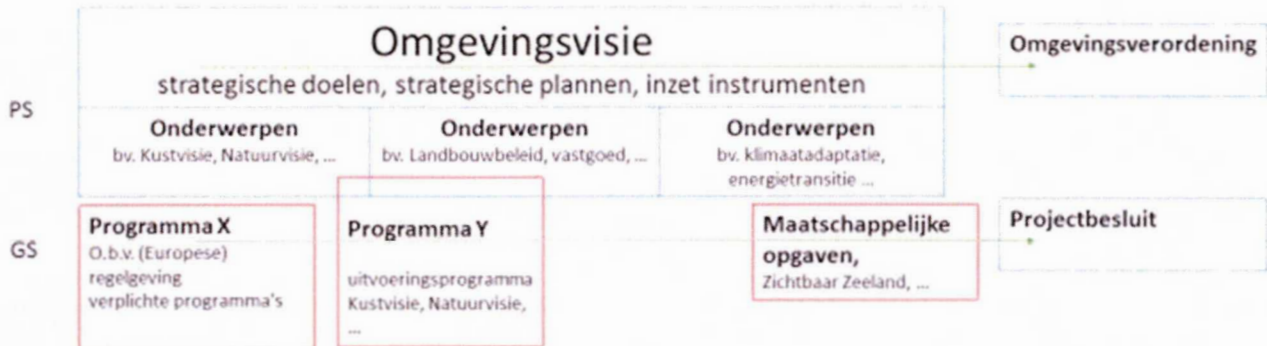 Omgevingsvisie
strategische doelen, strategische plannen, inzet instrumenten
Omgevingsverordening
PS
Onderwerpen
bv. Kustvisie, Natuurvisie, ...
Onderwerpen
bv. Landbouwbeleid, vastgoed, ...
Onderwerpen
bv. klimaatadaptatie,
energietransitie ...
GS
Programma X
O.b.v. (Europese)
regelgeving
verplichte programma's
Programma Y
uitvoeringsprogramma
Kustvisie, Natuurvisie,
...
Maatschappelijke
opgaven,
Zichtbaar Zeeland, ...
Projectbesluit